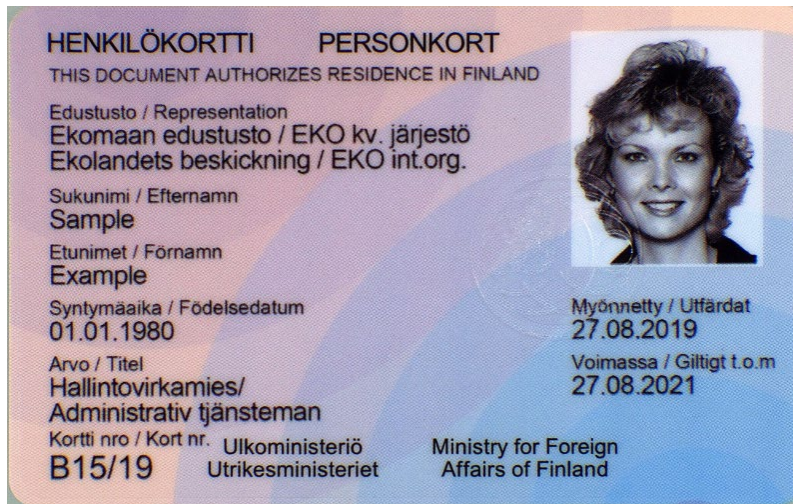 HENKILÖKORTTI PERSONKORT
THIS DOCUMENT AUTHORIZES RESIDENCE IN FINLAND
Edustusto / Representation
Ekomaan edustusto / EKO kv. järjestö
Ekolandets beskickning / EKO int.org.
Sukunimi / Efternamn
Sample
Etunimet / Förnamn
Example
Syntymäaika / Födelsedatum
01.01.1980
Myönnetty / Utfärdat
27.08.2019
Arvo / Titel
Hallintovirkamies/
Administrativ tjänsteman
Voimassa / Giltigt t.o.m
27.08.2021
Kortti nro / Kort nr.
B15/19
Ulkoministeriö
Utrikesministeriet
Ministry for Foreign
Affairs of Finland